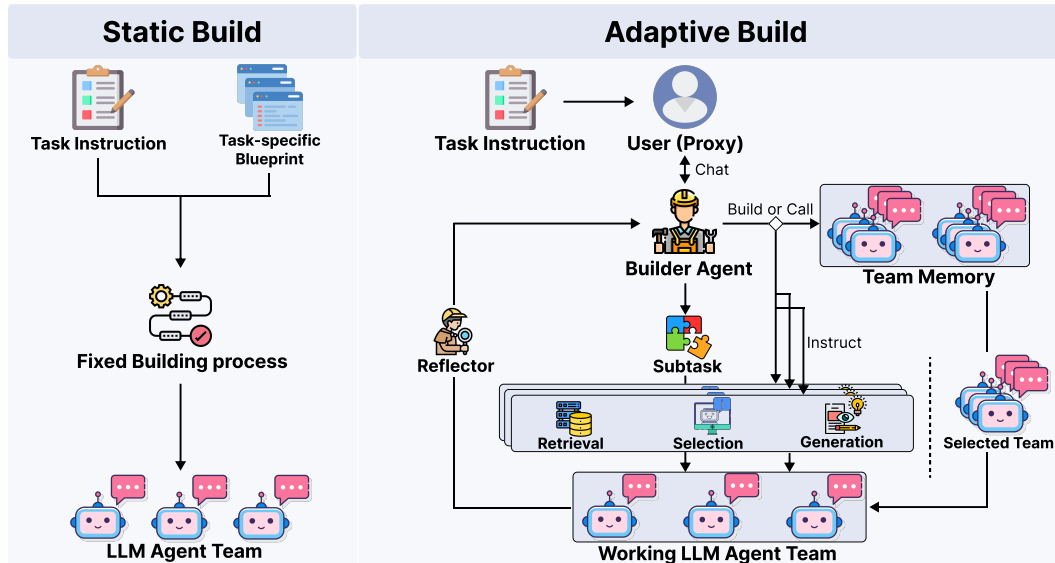 Static Build
Task Instruction
Task-specific
Blueprint
Fixed Building process
LLM Agent Team
Adaptive Build
Task Instruction
User (Proxy)
Chat
Build or Call
Builder Agent
Team Memory
Instruct
Reflector
Subtask
Retrieval
Selection
Generation
Selected Team
Working LLM Agent Team